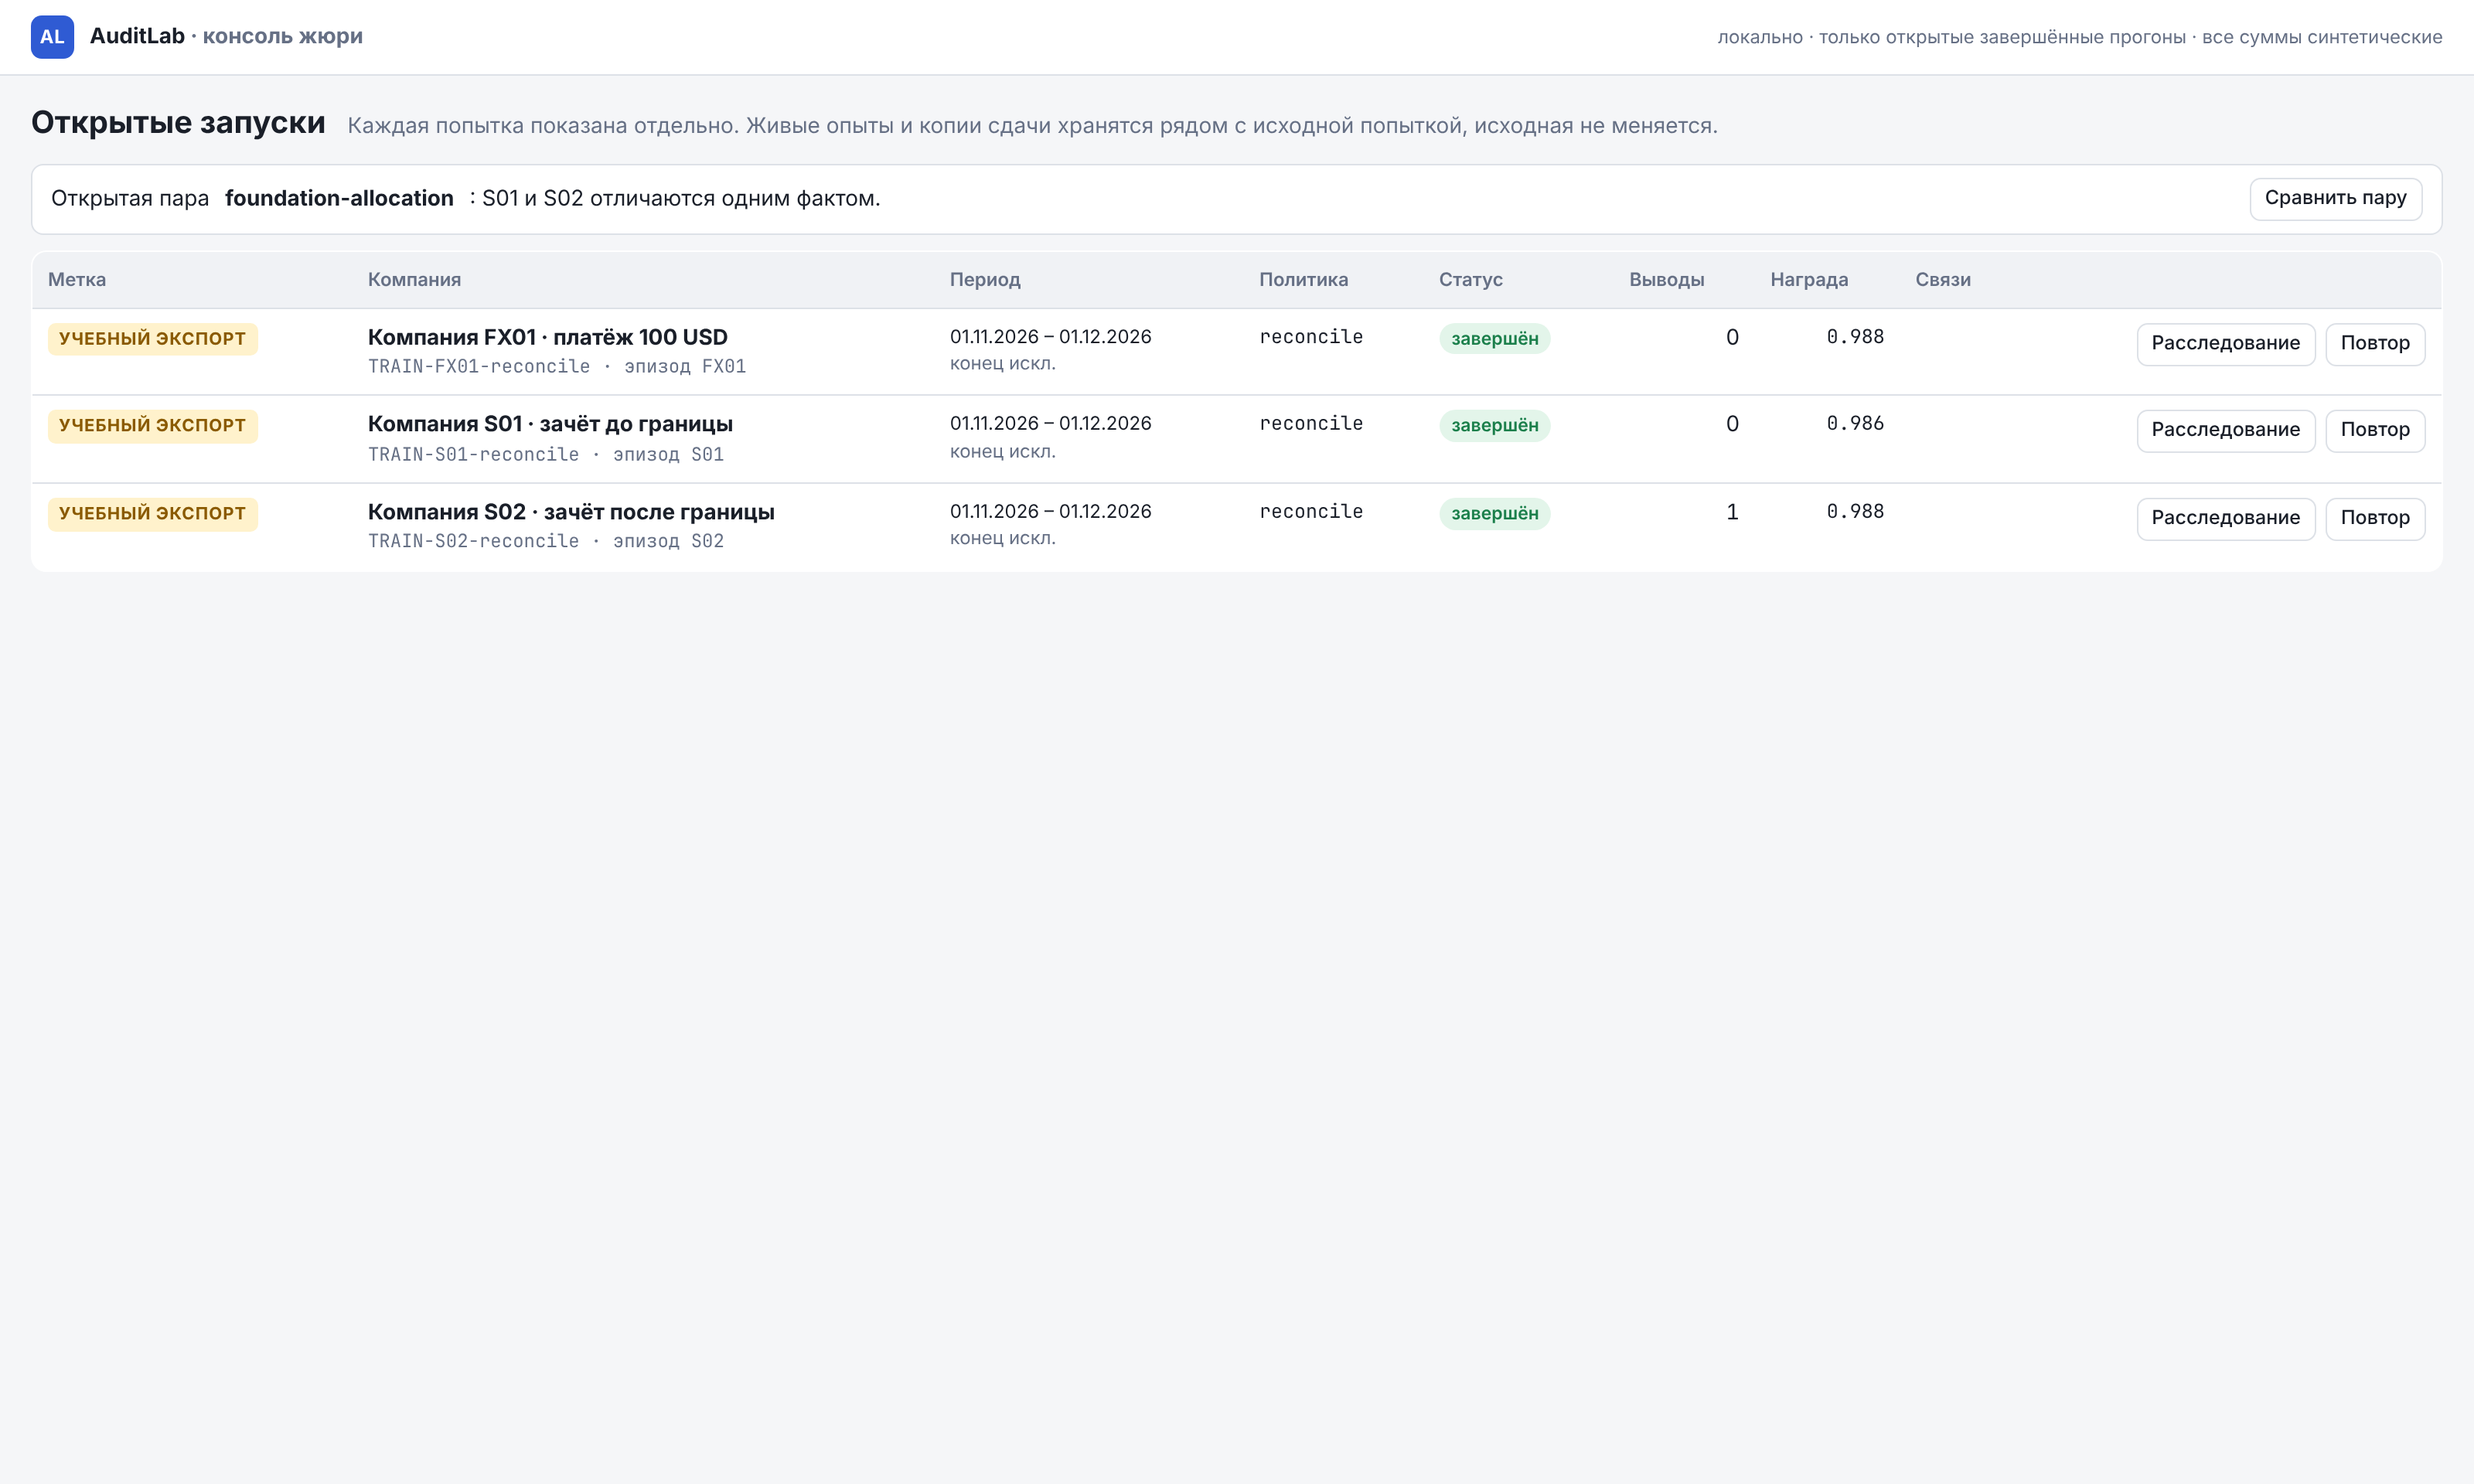 AL AuditLab · консоль жюри локально · только открытые завершённые прогоны · все суммы синтетические
Открытые запуски Каждая попытка показана отдельно. Живые опыты и копии сдачи хранятся рядом с исходной попыткой, исходная не меняется.
Открытая пара foundation-allocation : S01 и S02 отличаются одним фактом. Сравнить пару
Метка Компания Период Политика Статус Выводы Награда Связи
УЧЕБНЫЙ ЭКСПОРТ Компания FX01 · платёж 100 USD 01.11.2026 – 01.12.2026 reconcile завершён 0 0.988 Расследование Повтор
TRAIN-FX01-reconcile · эпизод FX01 конец искл.
УЧЕБНЫЙ ЭКСПОРТ Компания S01 · зачёт до границы 01.11.2026 – 01.12.2026 reconcile завершён 0 0.986 Расследование Повтор
TRAIN-S01-reconcile · эпизод S01 конец искл.
УЧЕБНЫЙ ЭКСПОРТ Компания S02 · зачёт после границы 01.11.2026 – 01.12.2026 reconcile завершён 1 0.988 Расследование Повтор
TRAIN-S02-reconcile · эпизод S02 конец искл.